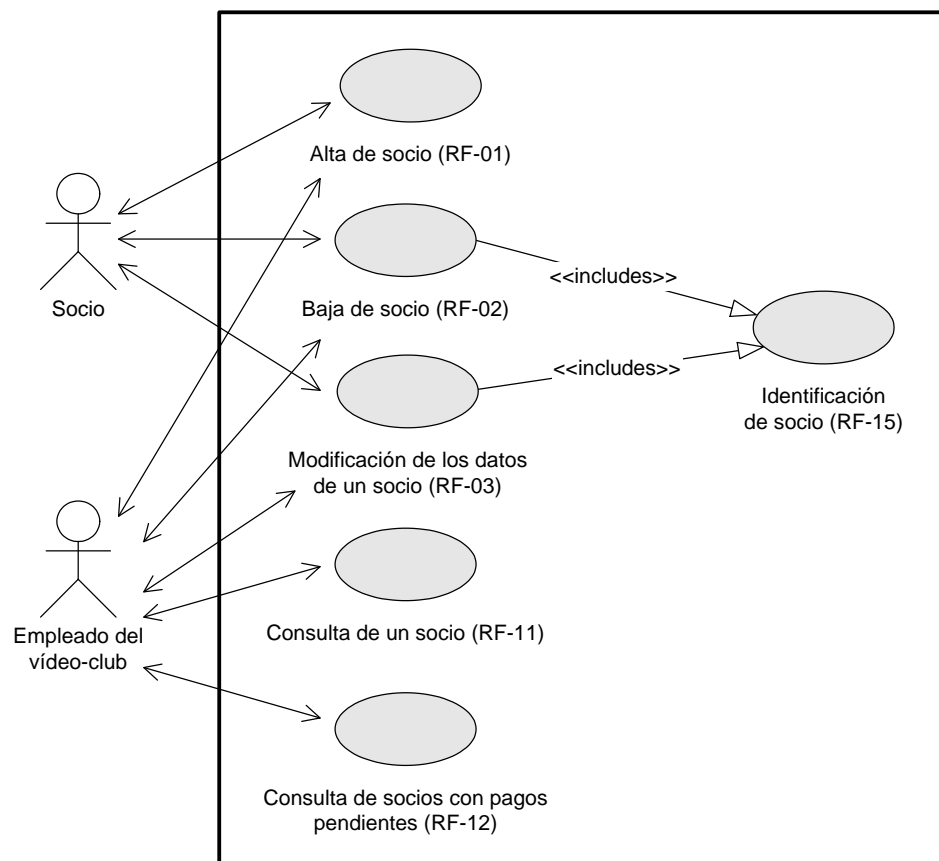 Alta de socio (RF-01)
Socio
Baja de socio (RF-02)
<<includes>>
<<includes>>
Identificación
de socio (RF-15)
Modificación de los datos
de un socio (RF-03)
Empleado del
vídeo-club
Consulta de un socio (RF-11)
Consulta de socios con pagos
pendientes (RF-12)